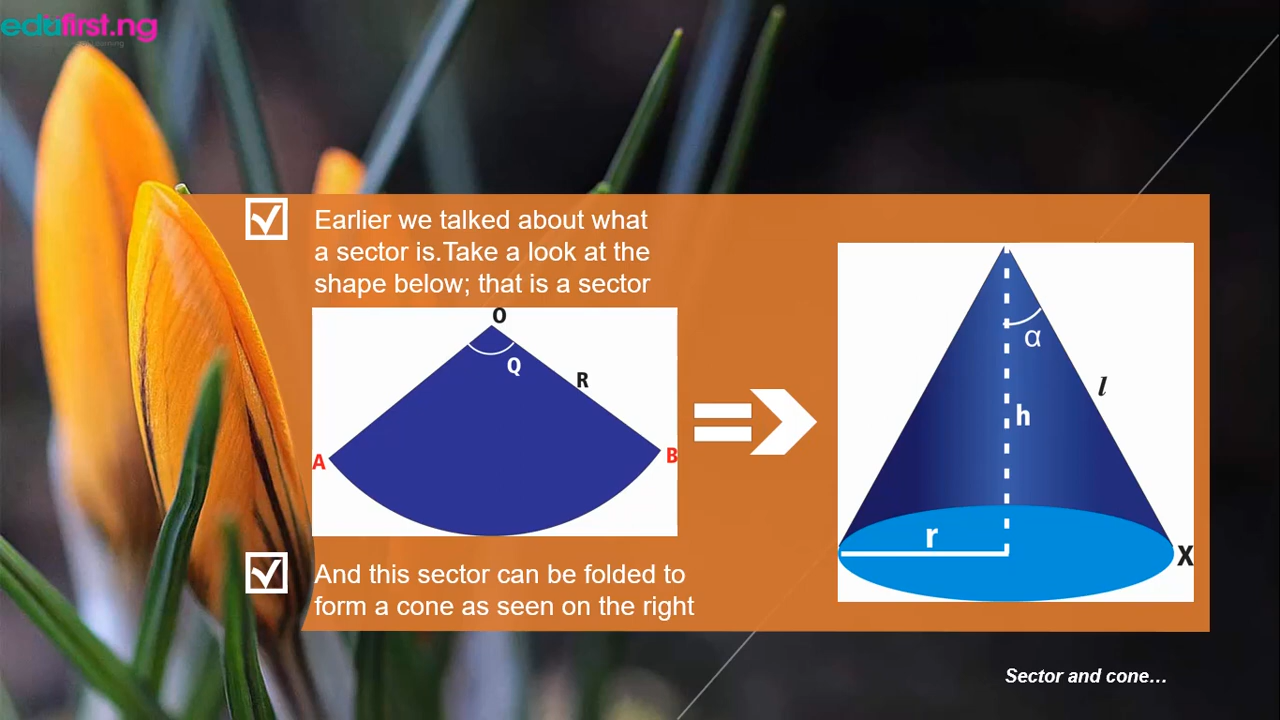 edufirst.ng
Earlier we talked about what
a sector is.Take a look at the
shape below; that is a sector
O
Q
R
A
B
α
l
h
r
X
And this sector can be folded to
form a cone as seen on the right
Sector and cone…